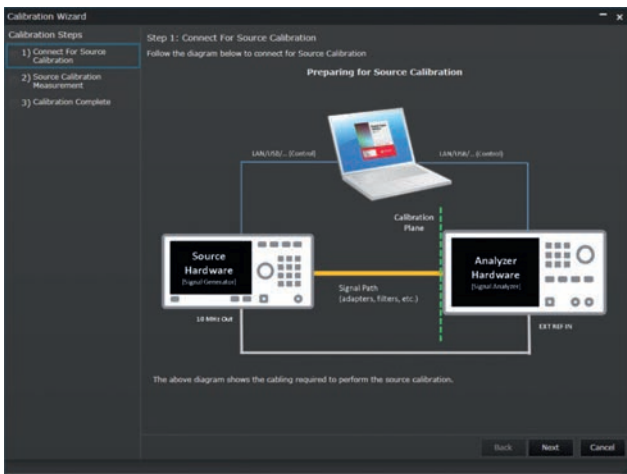 Calibration Wizard
Calibration Steps
1) Connect For Source
Calibration
2) Source Calibration
Measurement
3) Calibration Complete
Step 1: Connect For Source Calibration
Follow the diagram below to connect for Source Calibration
Preparing for Source Calibration
LAN/USB/... (Control)
LAN/USB/... (Control)
Calibration
Plane
Source
Hardware
[Signal Generator]
Analyzer
Hardware
[Signal Analyzer]
Signal Path
(adapters, filters, etc.)
10 MHz Out
EXT REF IN
The above diagram shows the cabling required to perform the source calibration.
Back
Next
Cancel